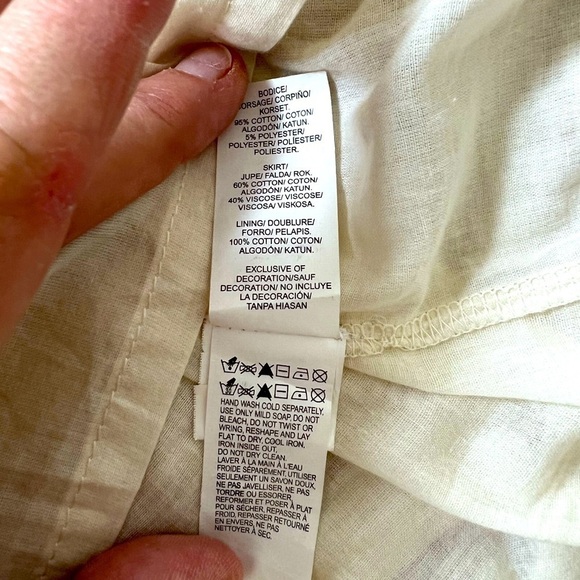 BODICE/
CORSAGE/ CORPIÑO/
KORSET.
95% COTTON/ COTON/
ALGODÓN/ KATUN.
5% POLYESTER/
POLYESTER/ POLÍESTER/
POLIESTER.
SKIRT/
JUPE/ FALDA/ ROK.
60% COTTON/ COTON/
ALGODÓN/ KATUN.
40% VISCOSE/ VISCOSE/
VISCOSA/ VISKOSA.
LINING/ DOUBLURE/
FORRO/ PELAPIS.
100% COTTON/ COTON/
ALGODÓN/ KATUN.
EXCLUSIVE OF
DECORATION/SAUF
DECORATION/ NO INCLUYE
LA DECORACIÓN/
TANPA HIASAN
HAND WASH COLD SEPARATELY.
USE ONLY MILD SOAP. DO NOT
BLEACH, DO NOT TWIST OR
WRING, RESHAPE AND LAY
FLAT TO DRY, COOL IRON.
IRON INSIDE OUT.
DO NOT DRY CLEAN.
LAVER À LA MAIN À L'EAU
FROIDE SÉPARÉMENT. UTILISER
SEULEMENT UN SAVON DOUX,
NE PAS JAVELLISER, NE PAS
TORDRE OU ESSORER,
REFORMER ET POSER À PLAT
POUR SÉCHER, REPASSER À
FROID, REPASSER RETOURNÉ
EN ENVERS, NE PAS
NETTOYER À SEC.